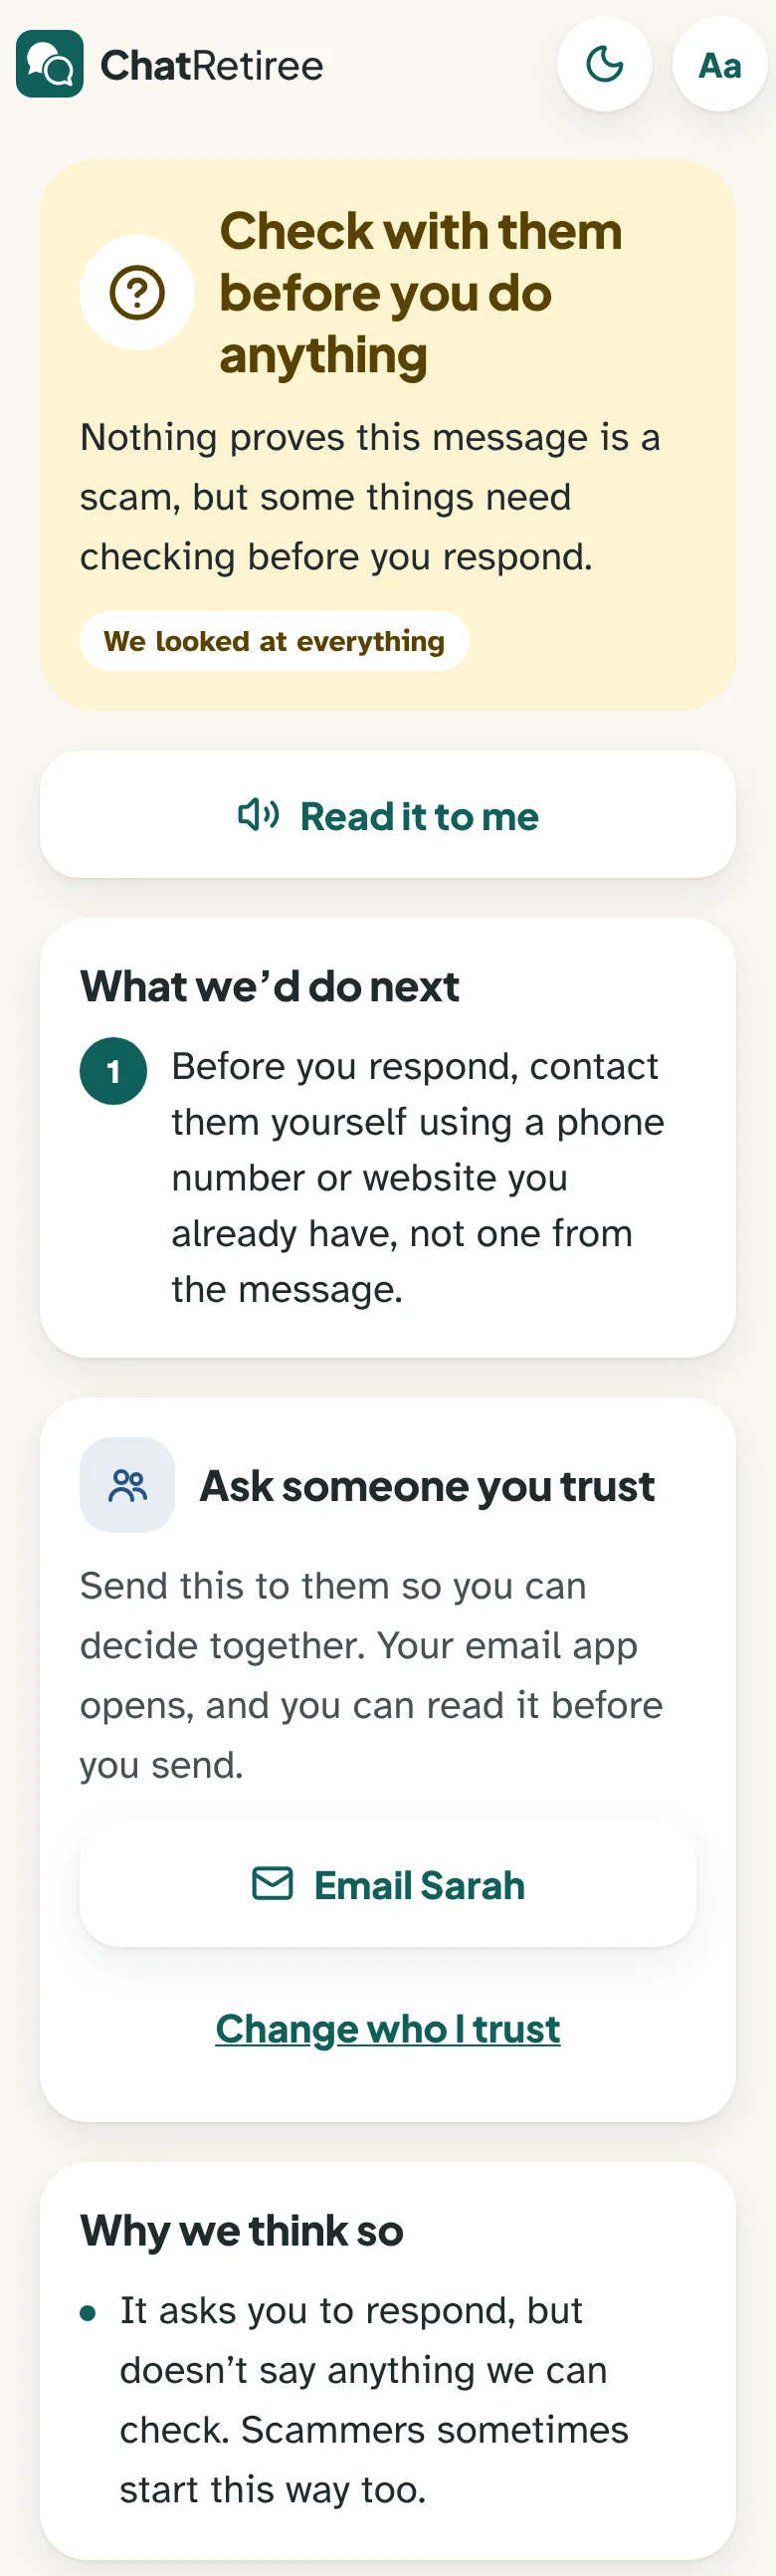 ChatRetiree
Aa
Check with them
before you do
anything
Nothing proves this message is a
scam, but some things need
checking before you respond.
We looked at everything
Read it to me
What we’d do next
1
Before you respond, contact
them yourself using a phone
number or website you
already have, not one from
the message.
Ask someone you trust
Send this to them so you can
decide together. Your email app
opens, and you can read it before
you send.
Email Sarah
Change who I trust
Why we think so
It asks you to respond, but
doesn’t say anything we can
check. Scammers sometimes
start this way too.